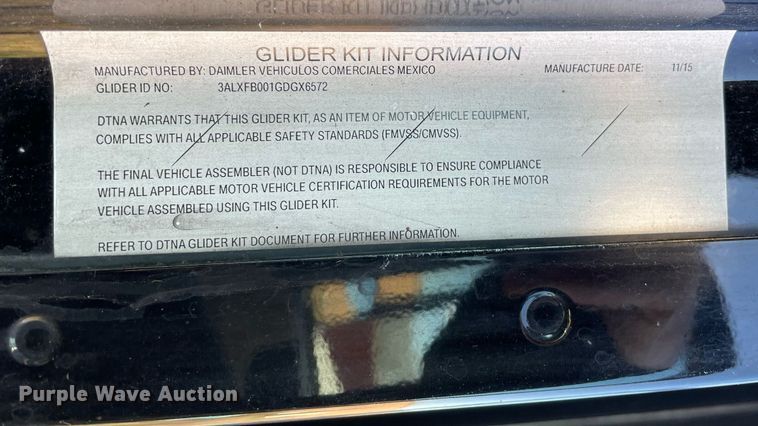 GLIDER KIT INFORMATION
MANUFACTURED BY: DAIMLER VEHICULOS COMERCIALES MEXICO MANUFACTURE DATE: 11/15
GLIDER ID NO: 3ALXFB001GDGX6572
DTNA WARRANTS THAT THIS GLIDER KIT, AS AN ITEM OF MOTOR VEHICLE EQUIPMENT,
COMPLIES WITH ALL APPLICABLE SAFETY STANDARDS (FMVSS/CMVSS).
THE FINAL VEHICLE ASSEMBLER (NOT DTNA) IS RESPONSIBLE TO ENSURE COMPLIANCE
WITH ALL APPLICABLE MOTOR VEHICLE CERTIFICATION REQUIREMENTS FOR THE MOTOR
VEHICLE ASSEMBLED USING THIS GLIDER KIT.
REFER TO DTNA GLIDER KIT DOCUMENT FOR FURTHER INFORMATION.
Purple Wave Auction